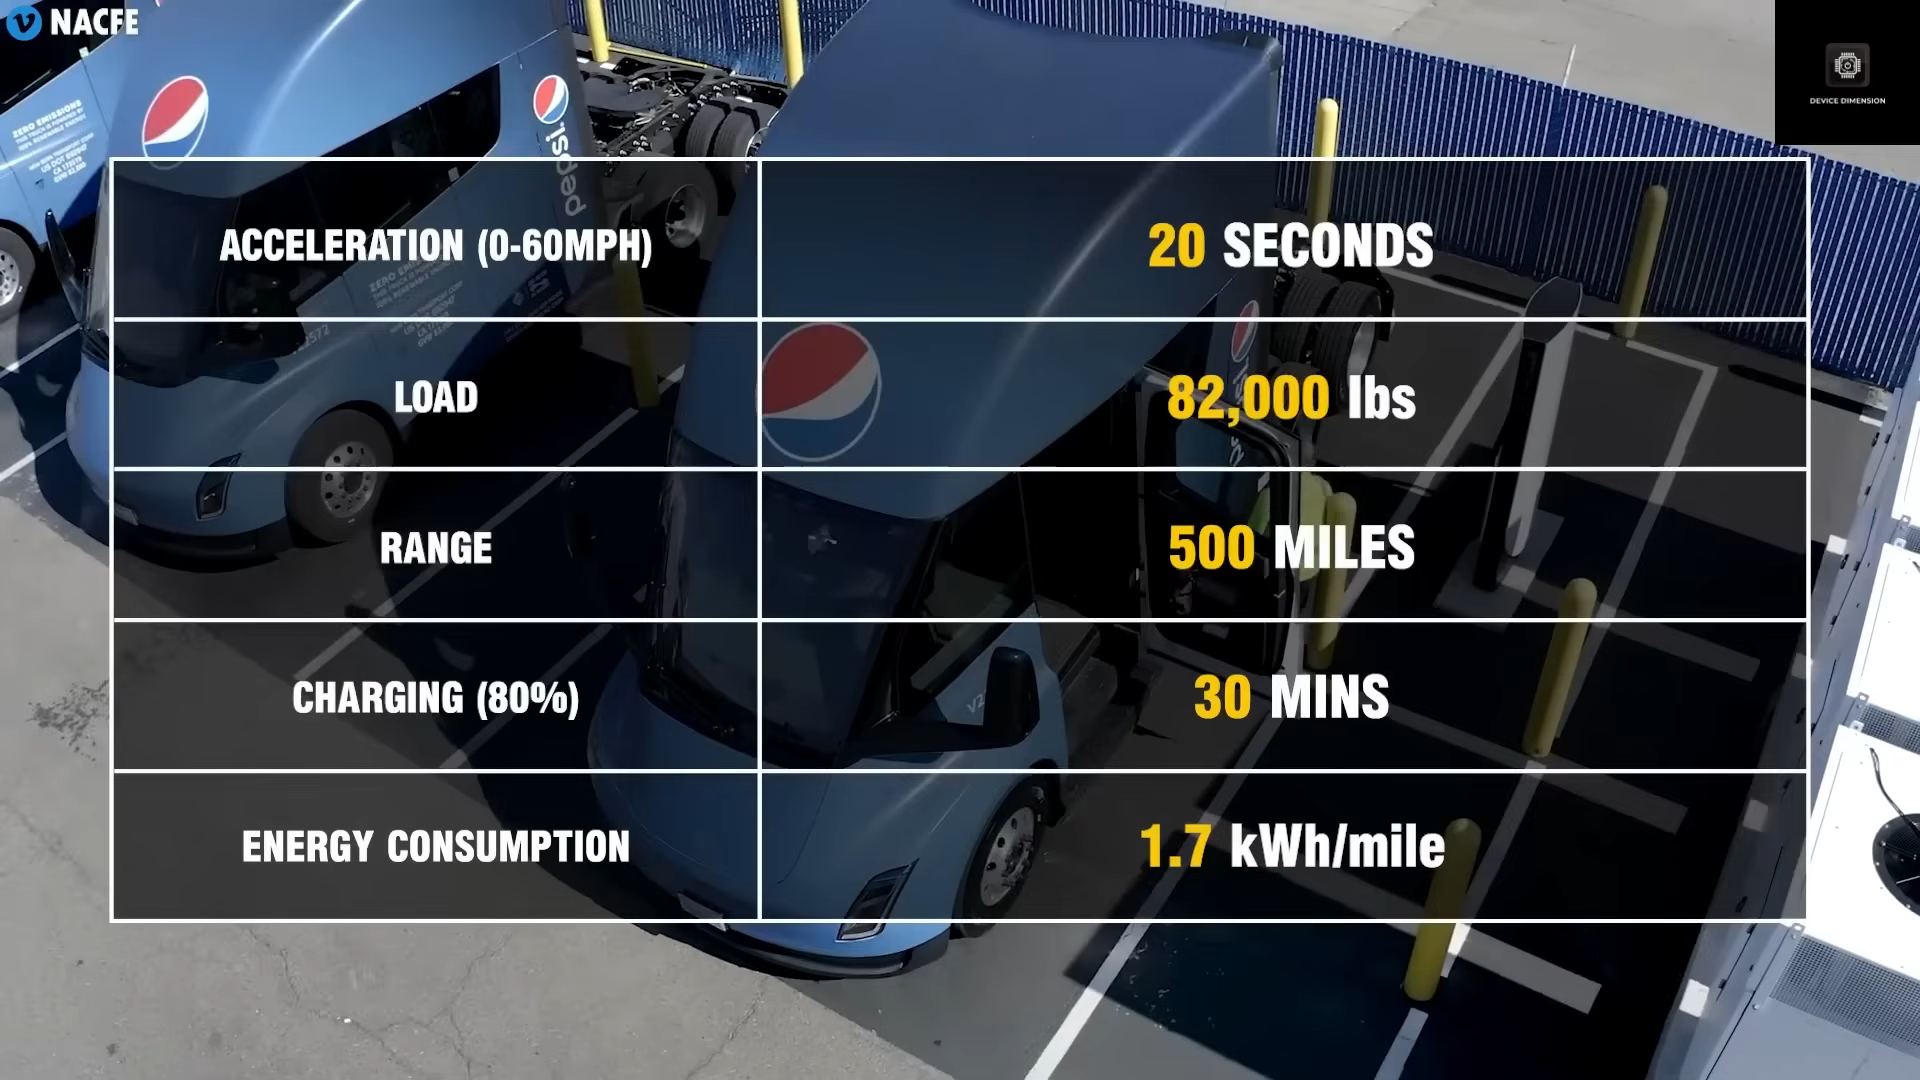 NACFE
DEVICE DIMENSION
ZERO EMISSIONS
pepsi
ACCELERATION (0-60MPH)
20 SECONDS
LOAD
82,000 lbs
RANGE
500 MILES
CHARGING (80%)
30 MINS
ENERGY CONSUMPTION
1.7 kWh/mile